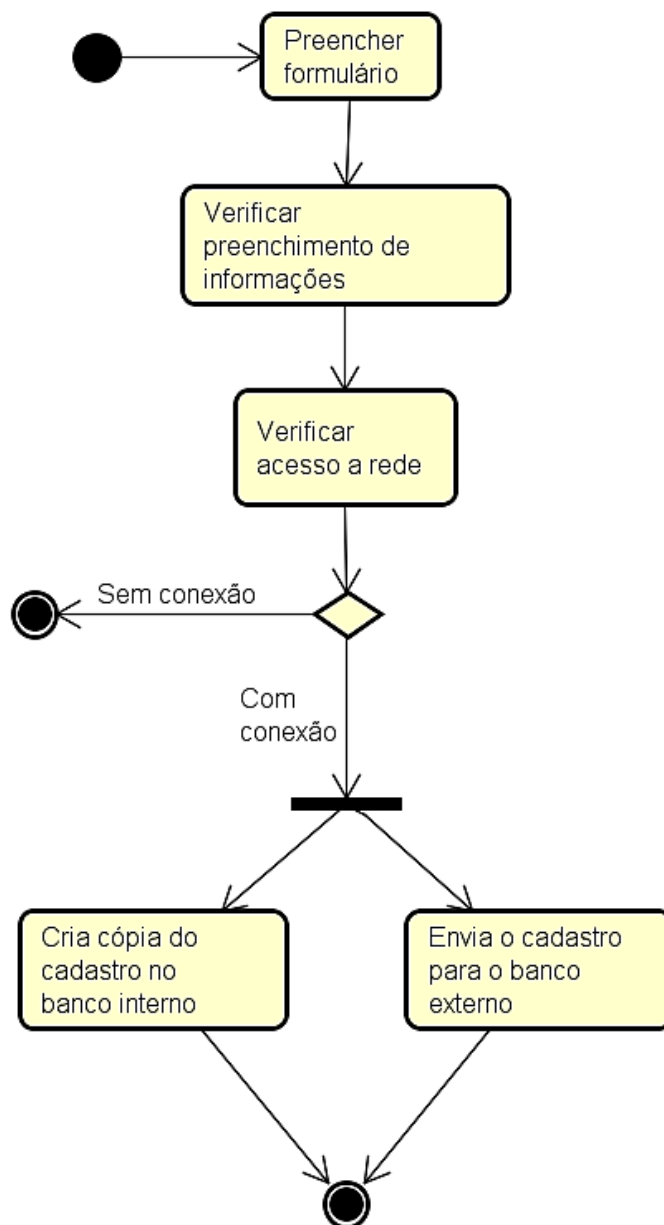 Preencher
formulário
Verificar
preenchimento de
informações
Verificar
acesso a rede
Sem conexão
Com
conexão
Cria cópia do
cadastro no
banco interno
Envia o cadastro
para o banco
externo